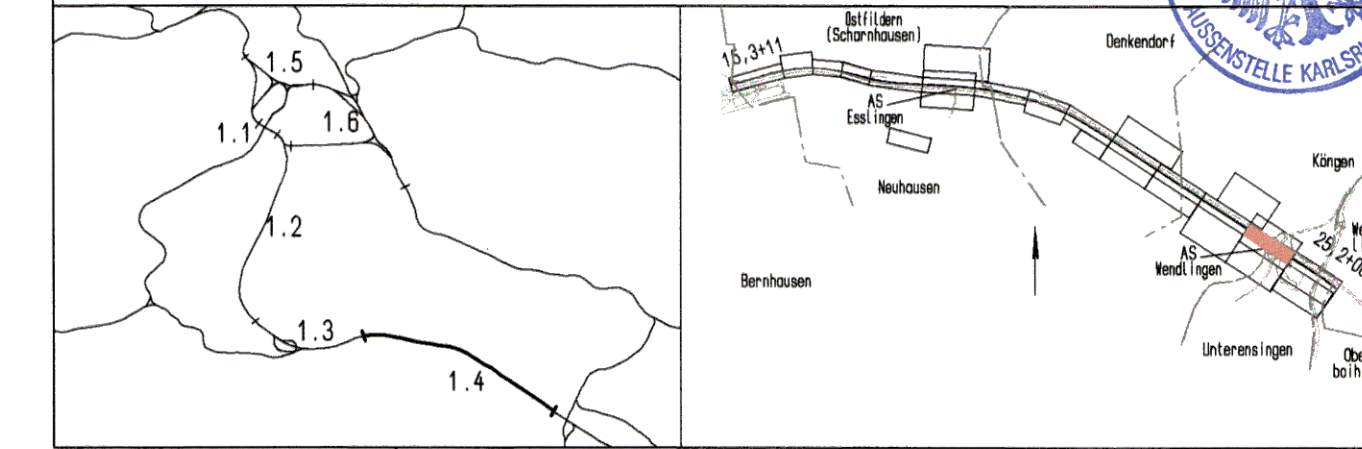 1.5
1.1
1.6
1.2
1.3
1.4
Ostfildern
(Scharnhausen)
Denkendorf
15,3+11
AS
Esslingen
Neuhausen
Köngen
AS
Wendlingen
Bernhausen
Unterensingen
AUSSENSTELLE KARLSR